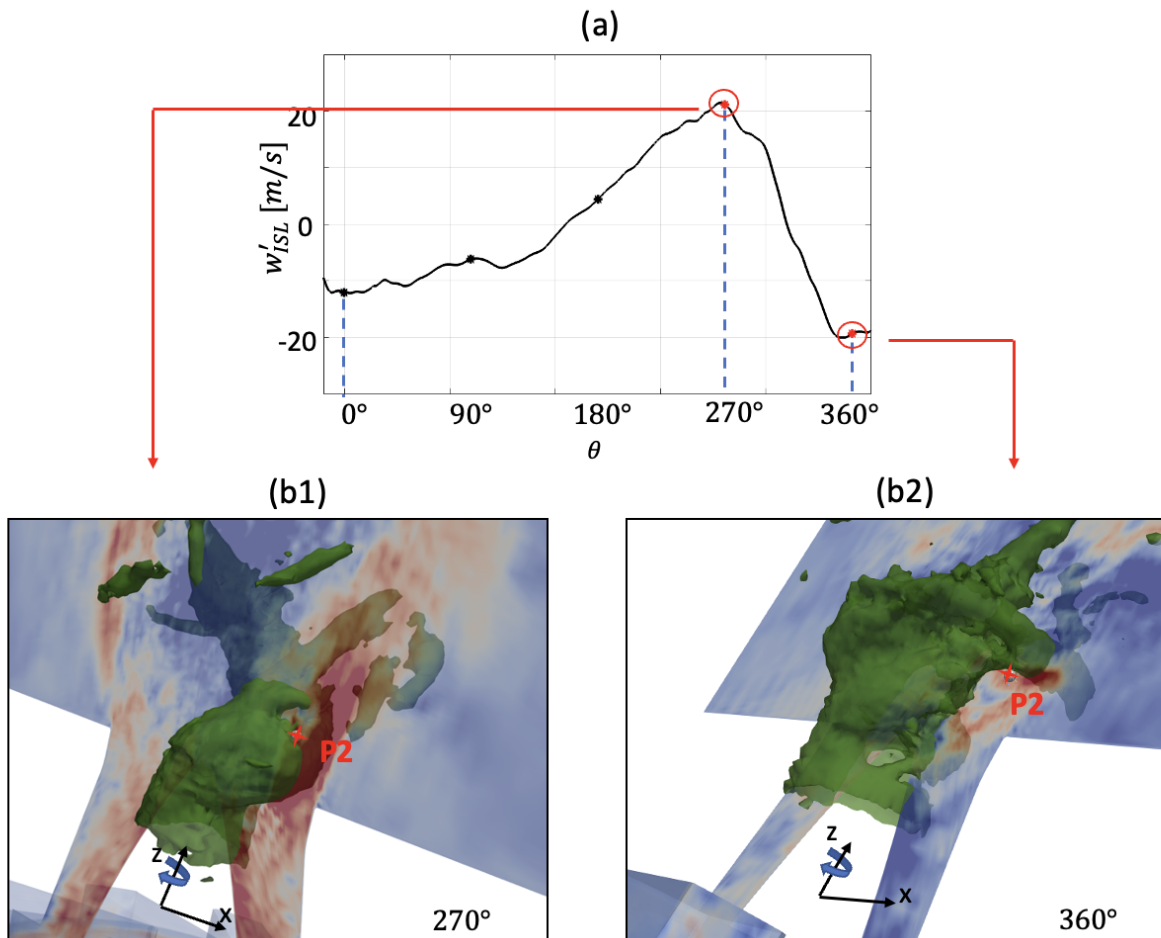 (a)
w′ISL [m/s]
20
0
-20
0° 90° 180° 270° 360°
θ
(b1)
(b2)
P2
Z
X
270°
P2
Z
X
360°